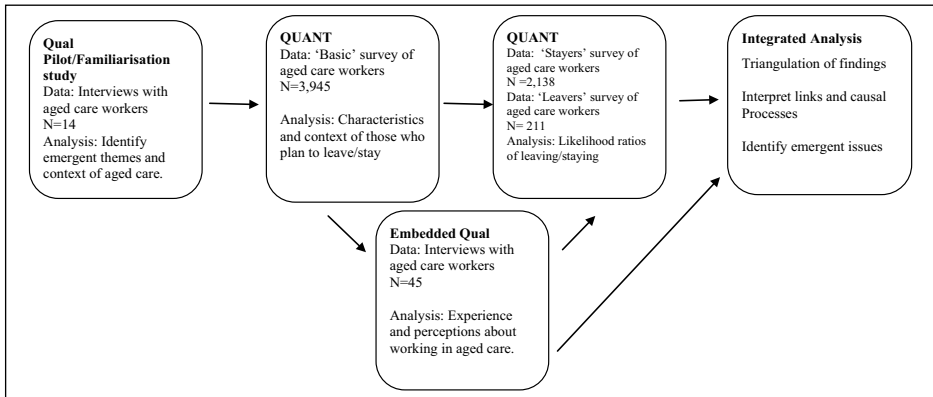 Qual
Pilot/Familiarisation
study
Data: Interviews with
aged care workers
N=14
Analysis: Identify
emergent themes and
context of aged care.
QUANT
Data: ‘Basic’ survey of
aged care workers
N=3,945
Analysis: Characteristics
and context of those who
plan to leave/stay
QUANT
Data: ‘Stayers’ survey of
aged care workers
N =2,138
Data: ‘Leavers’ survey of
aged care workers
N= 211
Analysis: Likelihood ratios
of leaving/staying
Integrated Analysis
Triangulation of findings
Interpret links and causal
Processes
Identify emergent issues
Embedded Qual
Data: Interviews with
aged care workers
N=45
Analysis: Experience
and perceptions about
working in aged care.